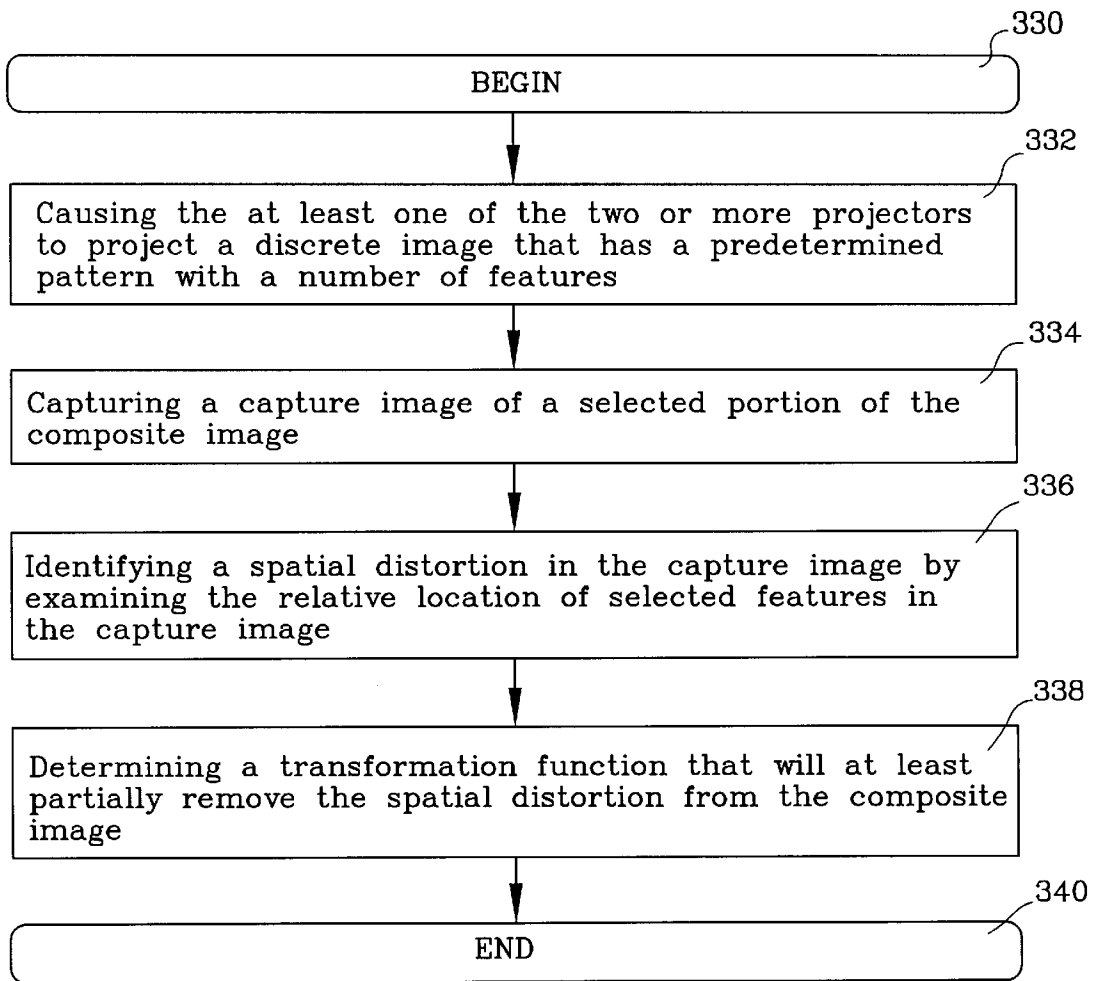 330
BEGIN
332
Causing the at least one of the two or more projectors
to project a discrete image that has a predetermined
pattern with a number of features
334
Capturing a capture image of a selected portion of the
composite image
336
Identifying a spatial distortion in the capture image by
examining the relative location of selected features in
the capture image
338
Determining a transformation function that will at least
partially remove the spatial distortion from the composite
image
340
END